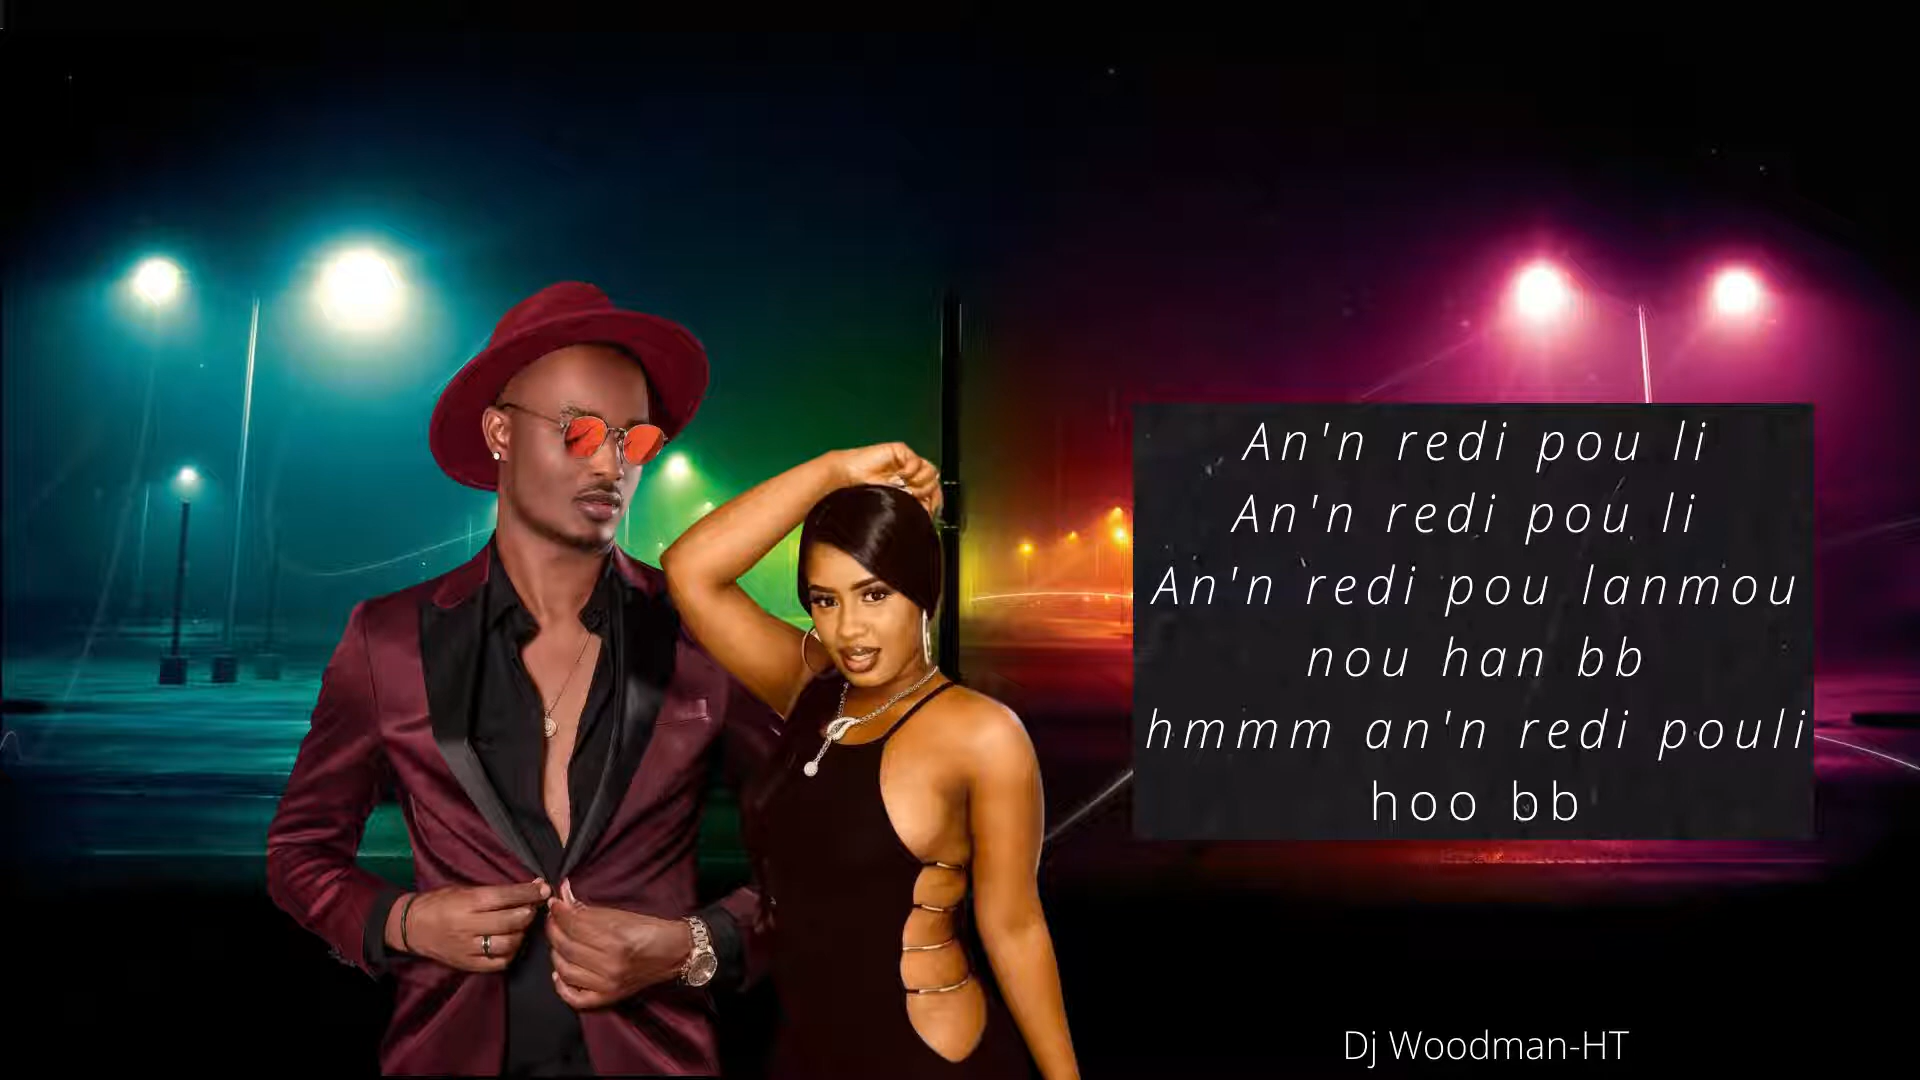 An'n redi pou li
An'n redi pou li
An'n redi pou lanmou
nou han bb
hmmm an'n redi pouli
hoo bb
Dj Woodman-HT